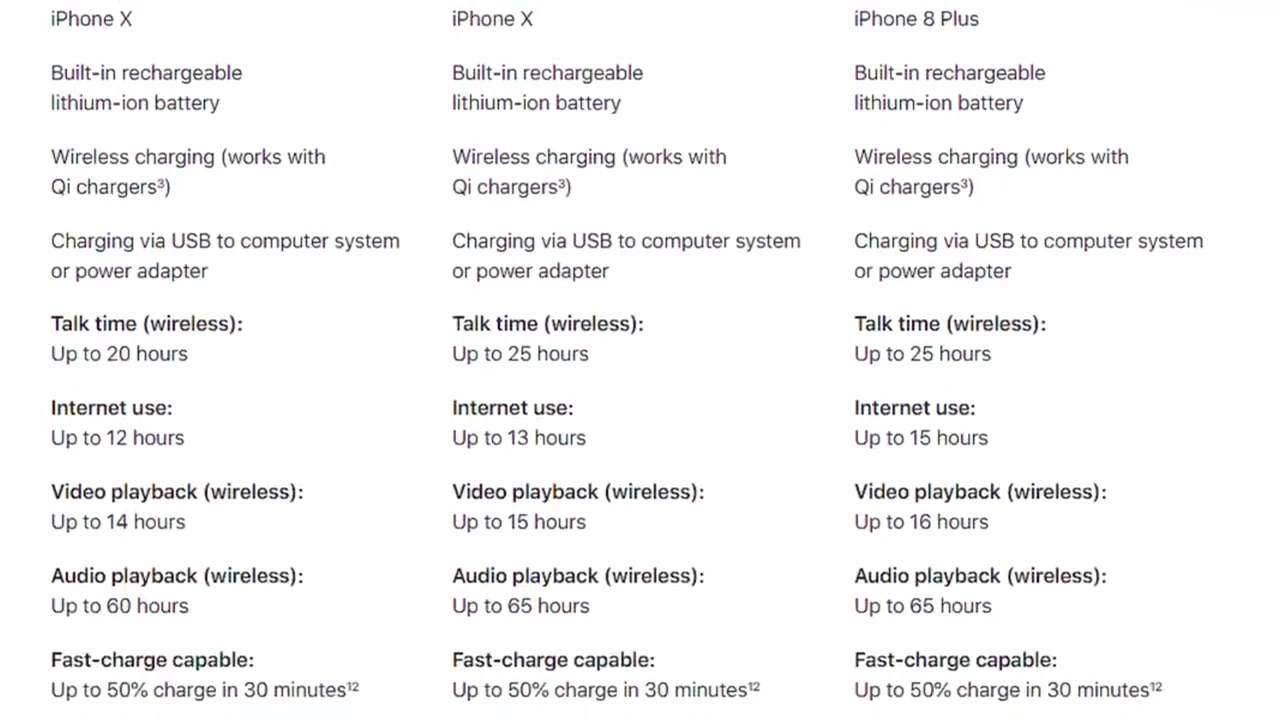 iPhone X
Built-in rechargeable
lithium-ion battery
Wireless charging (works with
Qi chargers³)
Charging via USB to computer system
or power adapter
Talk time (wireless):
Up to 20 hours
Internet use:
Up to 12 hours
Video playback (wireless):
Up to 14 hours
Audio playback (wireless):
Up to 60 hours
Fast-charge capable:
Up to 50% charge in 30 minutes¹²
iPhone X
Built-in rechargeable
lithium-ion battery
Wireless charging (works with
Qi chargers³)
Charging via USB to computer system
or power adapter
Talk time (wireless):
Up to 25 hours
Internet use:
Up to 13 hours
Video playback (wireless):
Up to 15 hours
Audio playback (wireless):
Up to 65 hours
Fast-charge capable:
Up to 50% charge in 30 minutes¹²
iPhone 8 Plus
Built-in rechargeable
lithium-ion battery
Wireless charging (works with
Qi chargers³)
Charging via USB to computer system
or power adapter
Talk time (wireless):
Up to 25 hours
Internet use:
Up to 15 hours
Video playback (wireless):
Up to 16 hours
Audio playback (wireless):
Up to 65 hours
Fast-charge capable:
Up to 50% charge in 30 minutes¹²